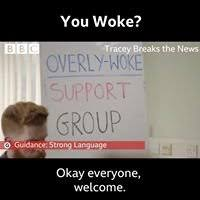 You Woke?
BBC
Tracey Breaks the News
OVERLY-WOKE
SUPPORT
GROUP
G Guidance: Strong Language
Okay everyone,
welcome.